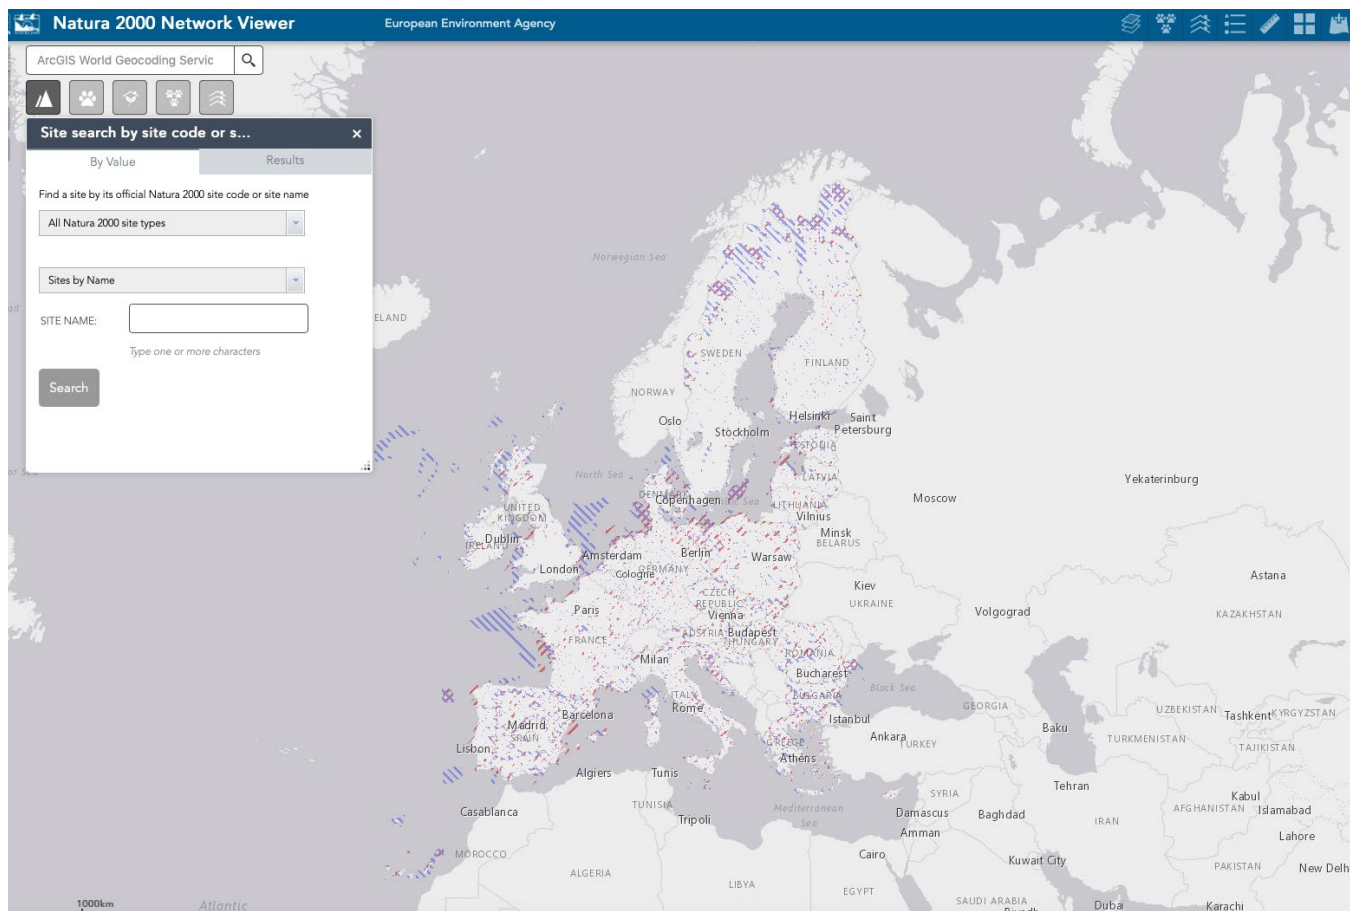 Natura 2000 Network Viewer
European Environment Agency
ArcGIS World Geocoding Servic
Site search by site code or s...
By Value
Results
Find a site by its official Natura 2000 site code or site name
All Natura 2000 site types
Sites by Name
SITE NAME:
Type one or more characters
Search
Norwegian Sea
ELAND
SWEDEN
FINLAND
NORWAY
Oslo
Helsinki
Saint
Petersburg
Stockholm
ESTONIA
Yekaterinburg
North Sea
LATVIA
DENMARK
Copenhagen
Moscow
UNITED
KINGDOM
LITHUANIA
Vilnius
Dublin
IRELAND
Minsk
BELARUS
Amsterdam
Berlin
Warsaw
London
Cologne
GERMANY
Astana
CZECH
REPUBLIC
Kiev
UKRAINE
Paris
Vienna
Volgograd
KAZAKHSTAN
FRANCE
AUSTRIA
Budapest
HUNGARY
Milan
ROMANIA
Bucharest
Black Sea
ITALY
Rome
BULGARIA
GEORGIA
UZBEKISTAN
Tashkent
KYRGYZSTAN
Barcelona
Madrid
SPAIN
Istanbul
Baku
Lisbon
GREECE
Athens
Ankara
TURKEY
TURKMENISTAN
TAJIKISTAN
Algiers
Tunis
Tehran
Casablanca
TUNISIA
Tripoli
Mediterranean
Sea
SYRIA
Damascus
Baghdad
Kabul
AFGHANISTAN
Islamabad
IRAN
Amman
Lahore
MOROCCO
Cairo
Kuwait City
PAKISTAN
New Delh
ALGERIA
LIBYA
EGYPT
1000km
Atlantic
SAUDI ARABIA
Dubai
Karachi